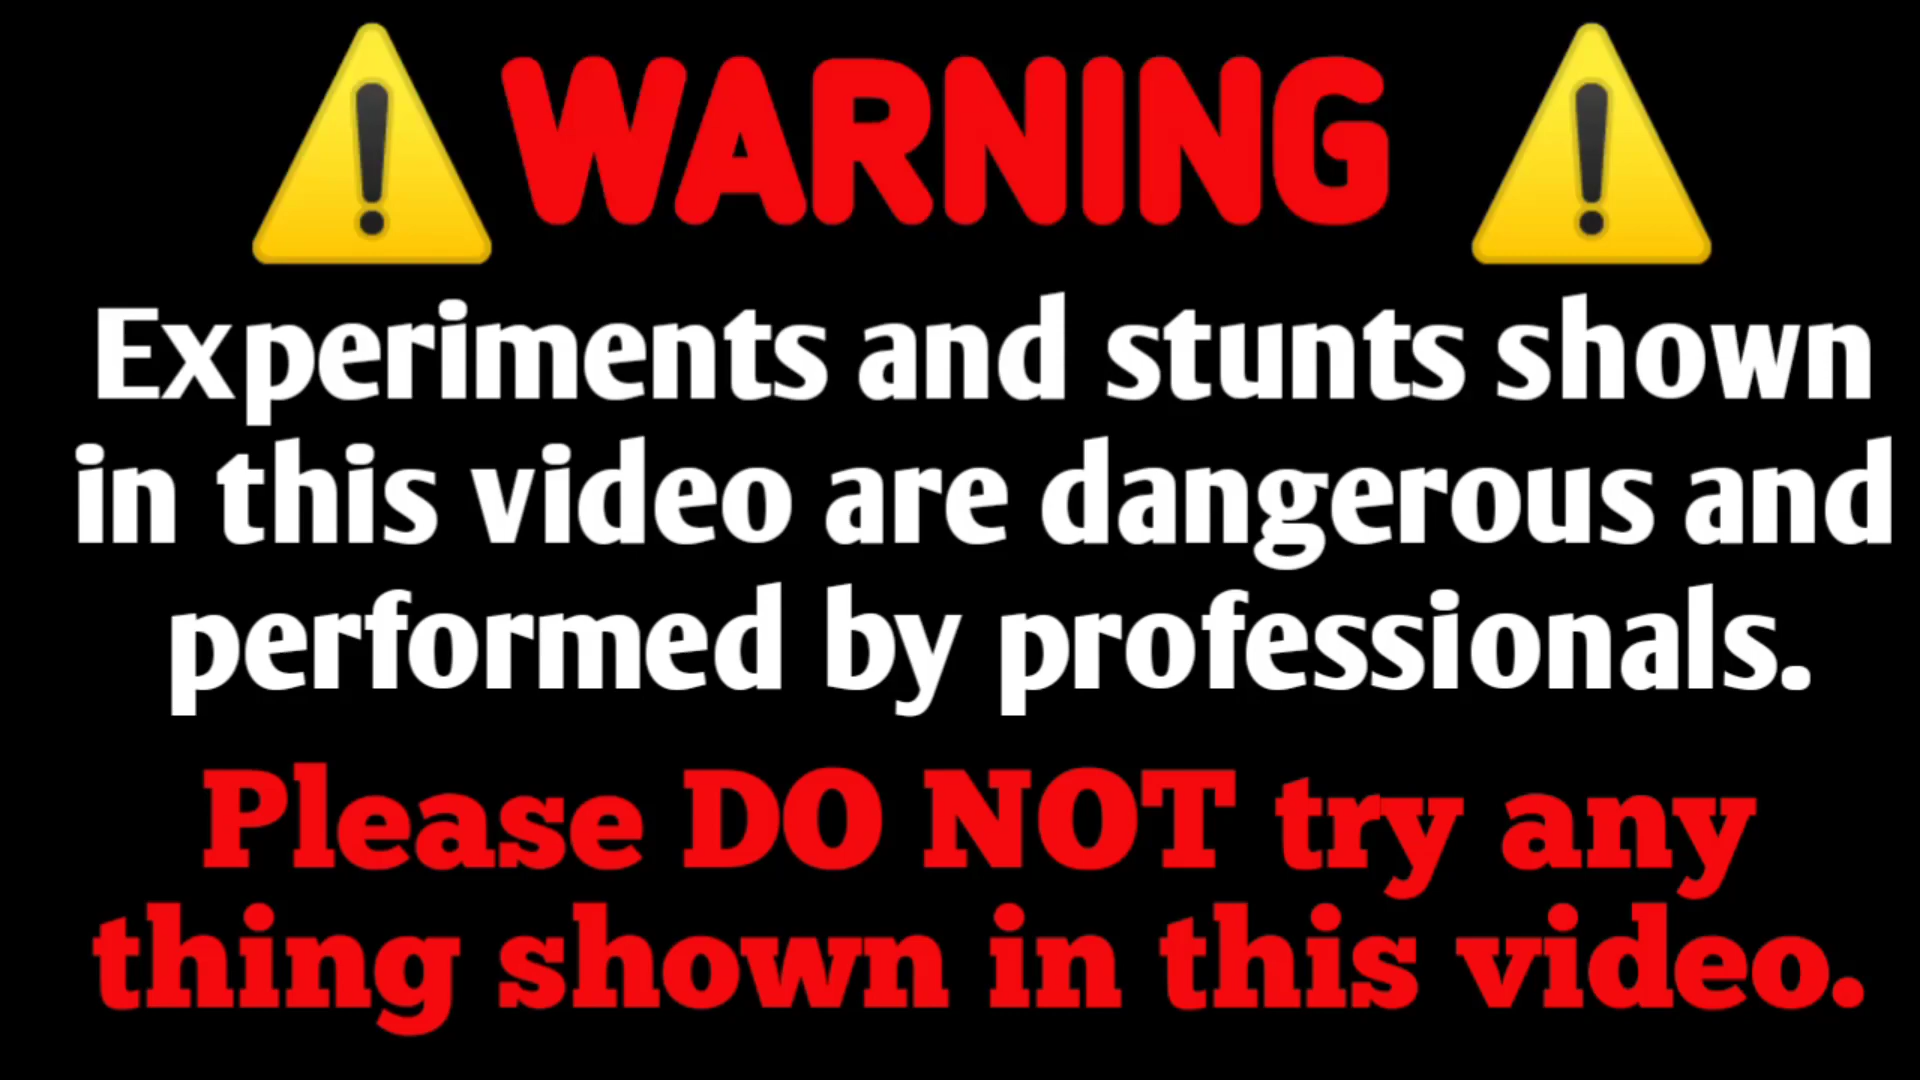 ⚠️WARNING ⚠️
Experiments and stunts shown
in this video are dangerous and
performed by professionals.
Please DO NOT try any
thing shown in this video.